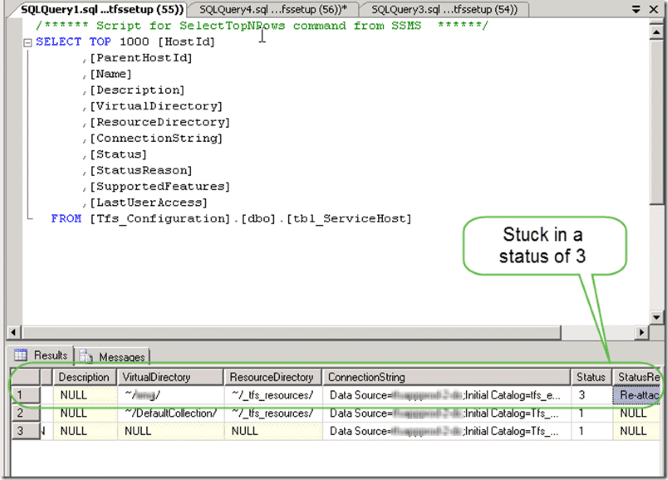 SQLQuery1.sql ...tfssetup (55)) SQLQuery4.sql ...fssetup (56))* SQLQuery3.sql ...tfssetup (54))
/****** Script for SelectTopNRows command from SSMS ******/
SELECT TOP 1000 [HostId]
,[ParentHostId]
,[Name]
,[Description]
,[VirtualDirectory]
,[ResourceDirectory]
,[ConnectionString]
,[Status]
,[StatusReason]
,[SupportedFeatures]
,[LastUserAccess]
FROM [Tfs_Configuration].[dbo].[tbl_ServiceHost]
Stuck in a
status of 3
Results Messages
Description VirtualDirectory ResourceDirectory ConnectionString Status StatusRe
1 NULL ~/ / ~/_tfs_resources/ Data Source= ;Initial Catalog=tfs_e... 3 Re-attac
2 NULL ~/DefaultCollection/ ~/_tfs_resources/ Data Source= ;Initial Catalog=Tfs_... 1 NULL
3 NULL NULL NULL Data Source= ;Initial Catalog=Tfs_... 1 NULL